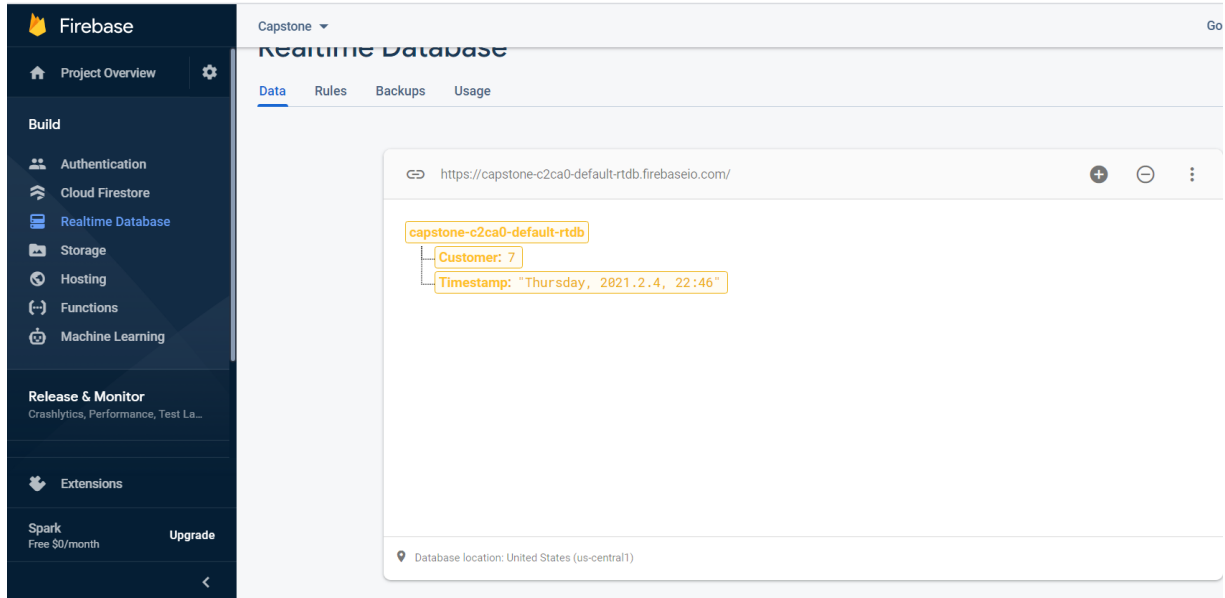 Firebase
Project Overview
Build
Authentication
Cloud Firestore
Realtime Database
Storage
Hosting
Functions
Machine Learning
Release & Monitor
Crashlytics, Performance, Test La...
Extensions
Spark
Free $0/month
Upgrade
Capstone
Go
Realtime Database
Data Rules Backups Usage
https://capstone-c2ca0-default-rtdb.firebaseio.com/
capstone-c2ca0-default-rtdb
Customer: 7
Timestamp: "Thursday, 2021.2.4, 22:46"
Database location: United States (us-central1)